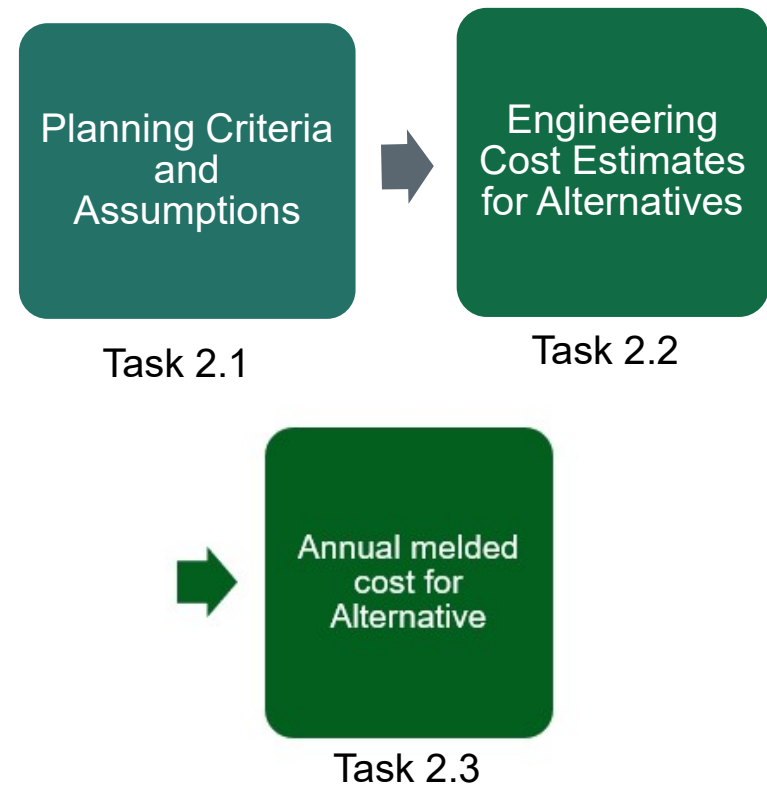 Planning Criteria
and
Assumptions
Engineering
Cost Estimates
for Alternatives
Task 2.1
Task 2.2
Annual melded
cost for
Alternative
Task 2.3